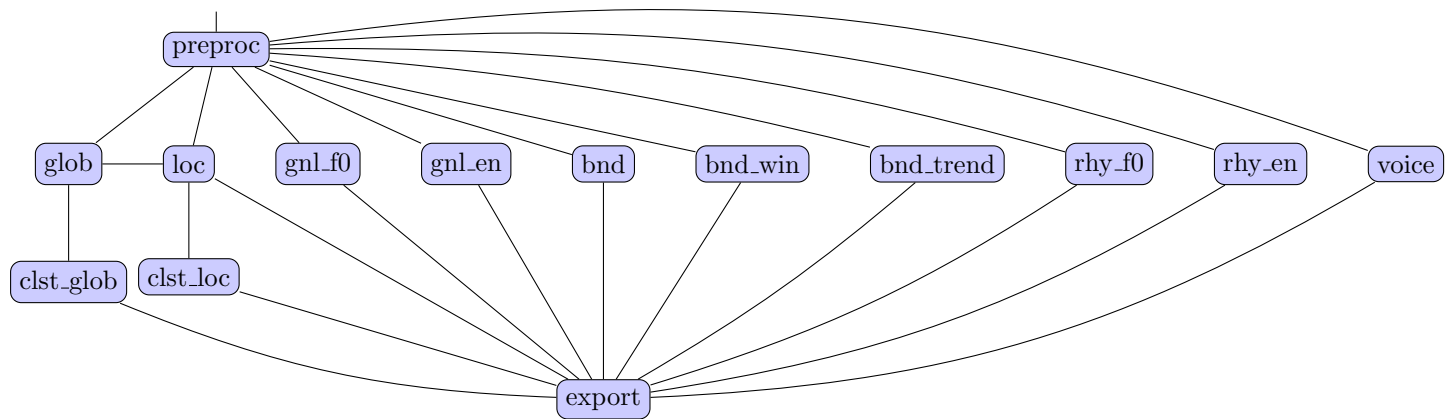 preproc
glob
loc
gnl_f0
gnl_en
bnd
bnd_win
bnd_trend
rhy_f0
rhy_en
voice
clst_glob
clst_loc
export